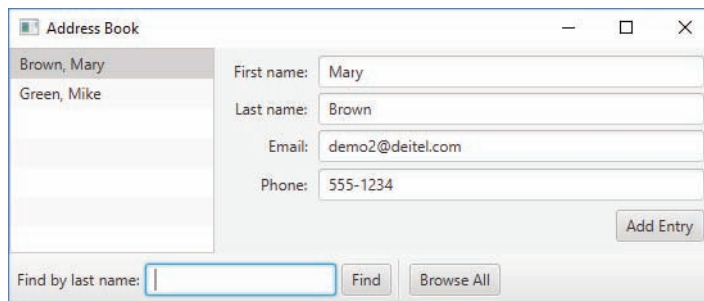 Address Book
Brown, Mary
Green, Mike
First name: Mary
Last name: Brown
Email: demo2@deitel.com
Phone: 555-1234
Add Entry
Find by last name: Find Browse All